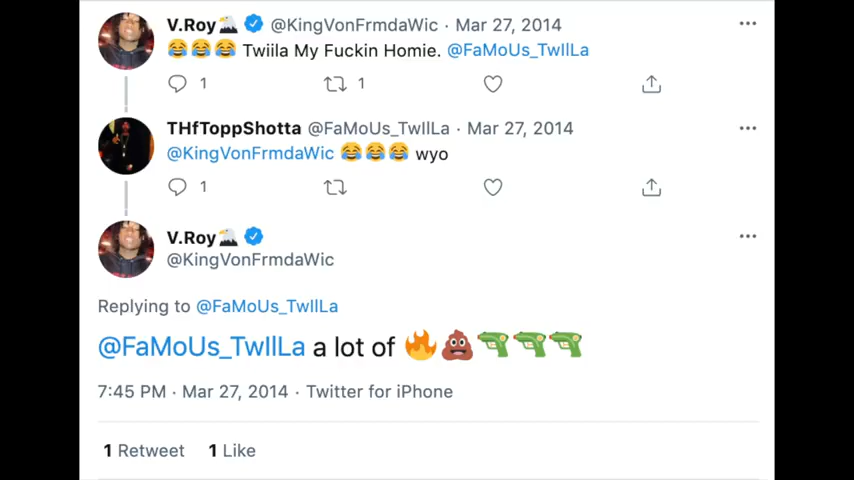 V.Roy🦅 @KingVonFrmdaWic · Mar 27, 2014
😂😂😂 Twiila My Fuckin Homie. @FaMoUs_TwIlLa
1 1
THfToppShotta @FaMoUs_TwIlLa · Mar 27, 2014
@KingVonFrmdaWic 😂😂😂 wyo
1
V.Roy🦅
@KingVonFrmdaWic
Replying to @FaMoUs_TwIlLa
@FaMoUs_TwIlLa a lot of 🔥💩🔫🔫🔫
7:45 PM · Mar 27, 2014 · Twitter for iPhone
1 Retweet 1 Like